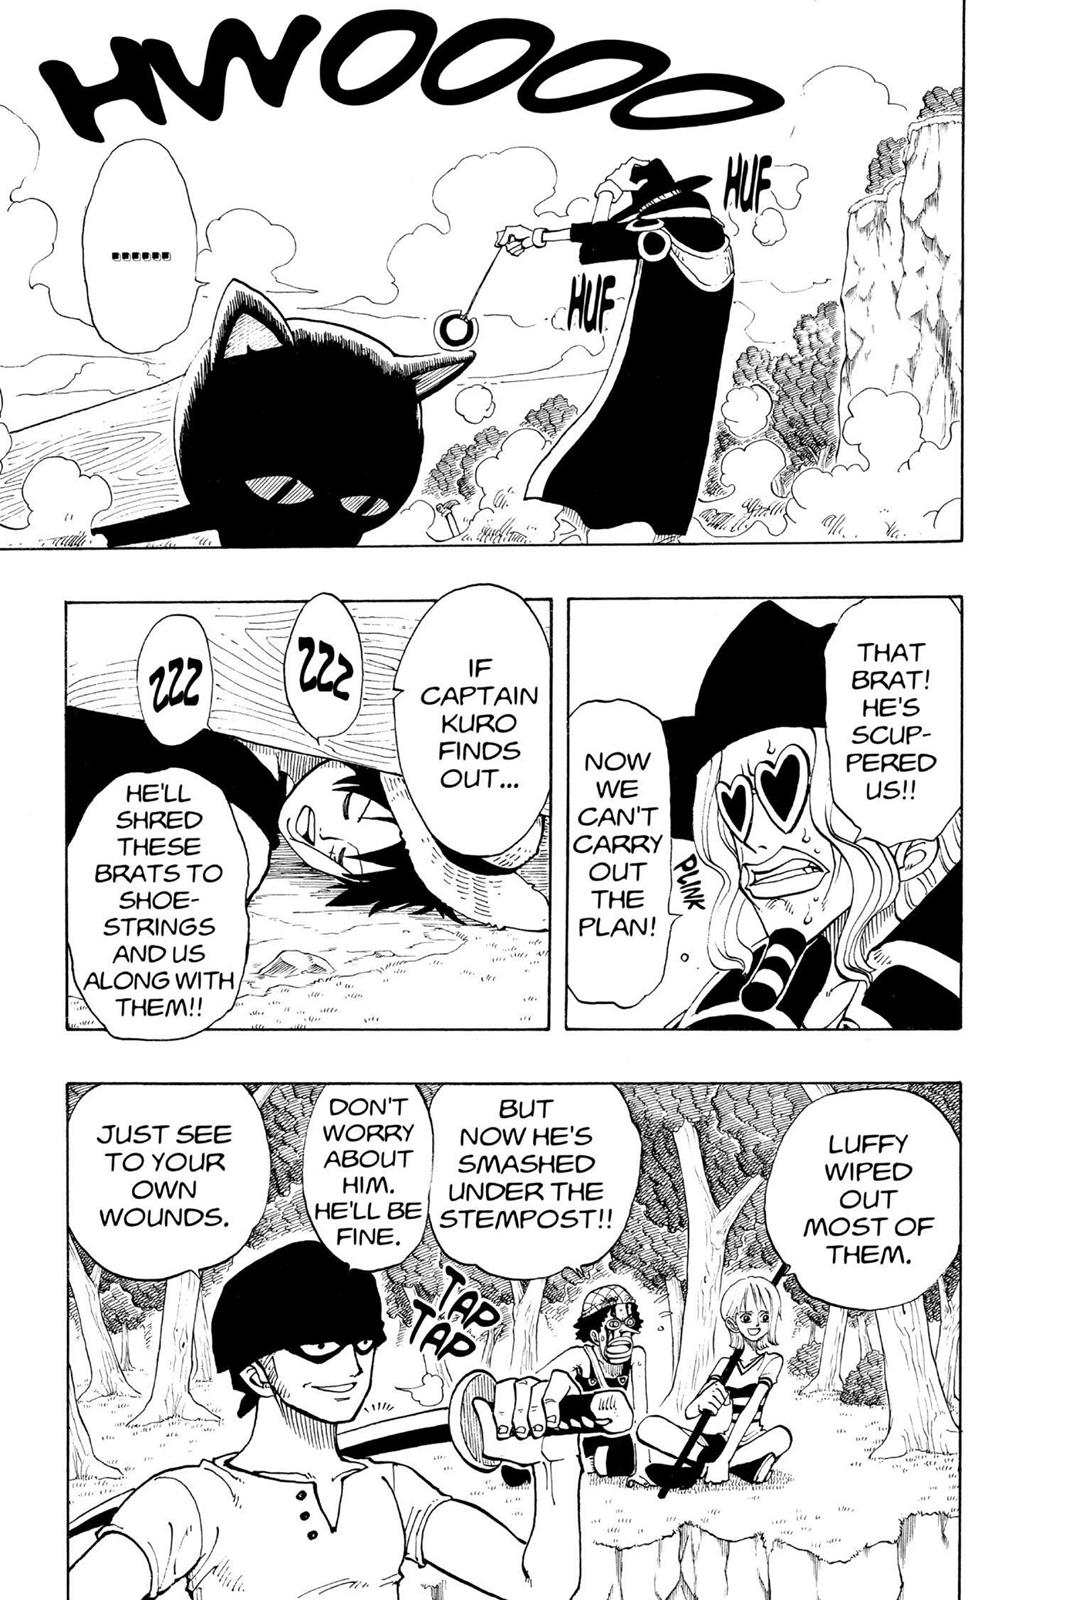 HWOOOO
HUF
HUF
......
THAT
BRAT!
HE'S
SCUP-
PERED
US!!
NOW
WE
CAN'T
CARRY
OUT
THE
PLAN!
PLINK
IF
CAPTAIN
KURO
FINDS
OUT...
ZZZ
ZZZ
HE'LL
SHRED
THESE
BRATS TO
SHOE-
STRINGS
AND US
ALONG WITH
THEM!!
LUFFY
WIPED
OUT
MOST OF
THEM.
BUT
NOW HE'S
SMASHED
UNDER THE
STEMPOST!!
DON'T
WORRY
ABOUT
HIM.
HE'LL BE
FINE.
JUST SEE
TO YOUR
OWN
WOUNDS.
TAP
TAP